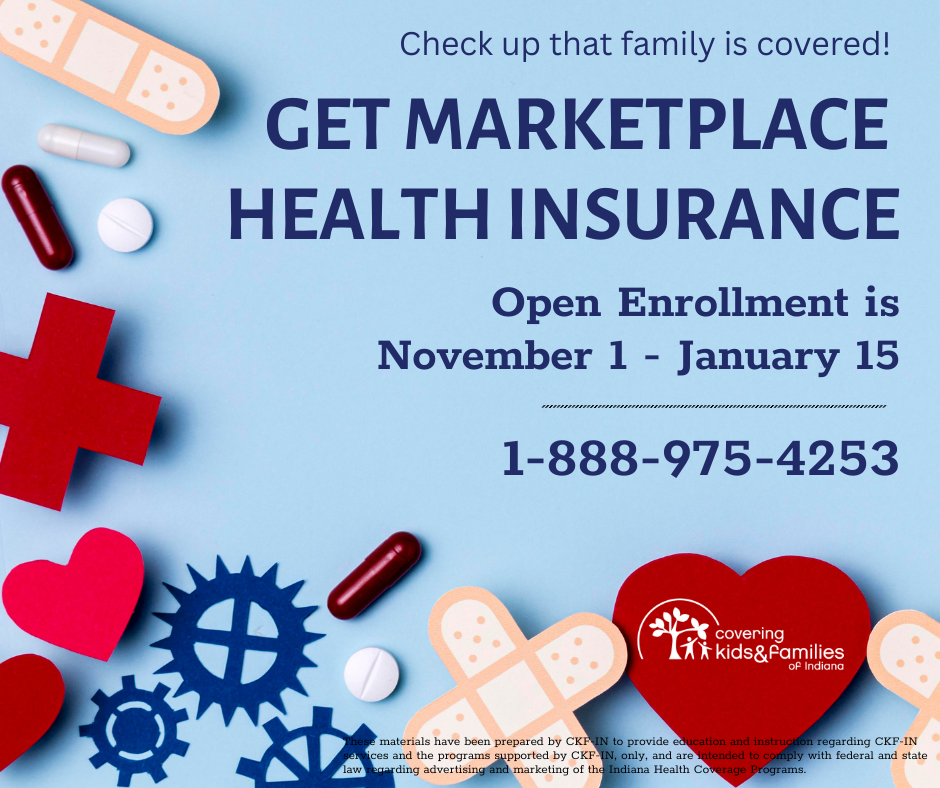 Check up that family is covered!
GET MARKETPLACE
HEALTH INSURANCE
Open Enrollment is
November 1 - January 15
1-888-975-4253
covering
kids&families
of Indiana
These materials have been prepared by CKF-IN to provide education and instruction regarding CKF-IN
services and the programs supported by CKF-IN, only, and are intended to comply with federal and state
law regarding advertising and marketing of the Indiana Health Coverage Programs.